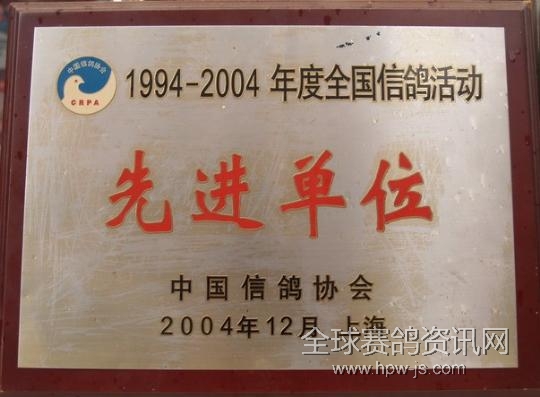 中国信鸽协会
CRPA
1994-2004 年度全国信鸽活动
先进单位
中国信鸽协会
2004年12月 上海
全球赛鸽资讯网
www.hpw-js.com